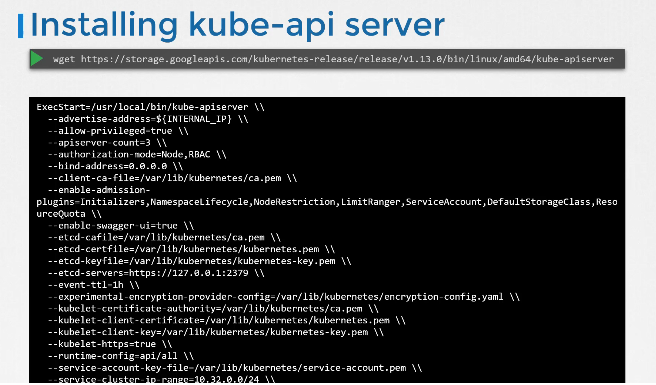 Installing kube-api server
wget https://storage.googleapis.com/kubernetes-release/release/v1.13.0/bin/linux/amd64/kube-apiserver
ExecStart=/usr/local/bin/kube-apiserver \\
--advertise-address=${INTERNAL_IP} \\
--allow-privileged=true \\
--apiserver-count=3 \\
--authorization-mode=Node,RBAC \\
--bind-address=0.0.0.0 \\
--client-ca-file=/var/lib/kubernetes/ca.pem \\
--enable-admission-
plugins=Initializers,NamespaceLifecycle,NodeRestriction,LimitRanger,ServiceAccount,DefaultStorageClass,Reso
urceQuota \\
--enable-swagger-ui=true \\
--etcd-cafile=/var/lib/kubernetes/ca.pem \\
--etcd-certfile=/var/lib/kubernetes/kubernetes.pem \\
--etcd-keyfile=/var/lib/kubernetes/kubernetes-key.pem \\
--etcd-servers=https://127.0.0.1:2379 \\
--event-ttl=1h \\
--experimental-encryption-provider-config=/var/lib/kubernetes/encryption-config.yaml \\
--kubelet-certificate-authority=/var/lib/kubernetes/ca.pem \\
--kubelet-client-certificate=/var/lib/kubernetes/kubernetes.pem \\
--kubelet-client-key=/var/lib/kubernetes/kubernetes-key.pem \\
--kubelet-https=true \\
--runtime-config=api/all \\
--service-account-key-file=/var/lib/kubernetes/service-account.pem \\
--service-cluster-ip-range=10.32.0.0/24 \\